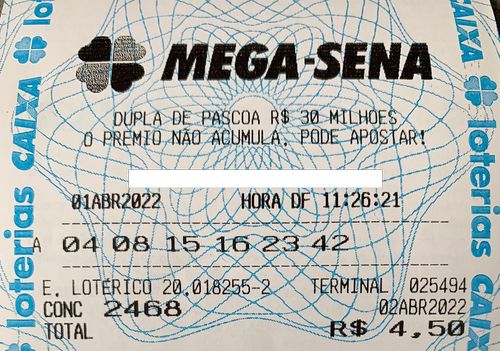 MEGA-SENA
DUPLA DE PASCOA R$ 30 MILHOES
O PREMIO NÃO ACUMULA, PODE APOSTAR!
01ABR2022 HORA DF 11:26:21
A 04 08 15 16 23 42
E. LOTÉRICO 20.018255-2 TERMINAL 025494
CONC 2468 02ABR2022
TOTAL R$ 4,50
loterias CAIXA
loterias CAIXA